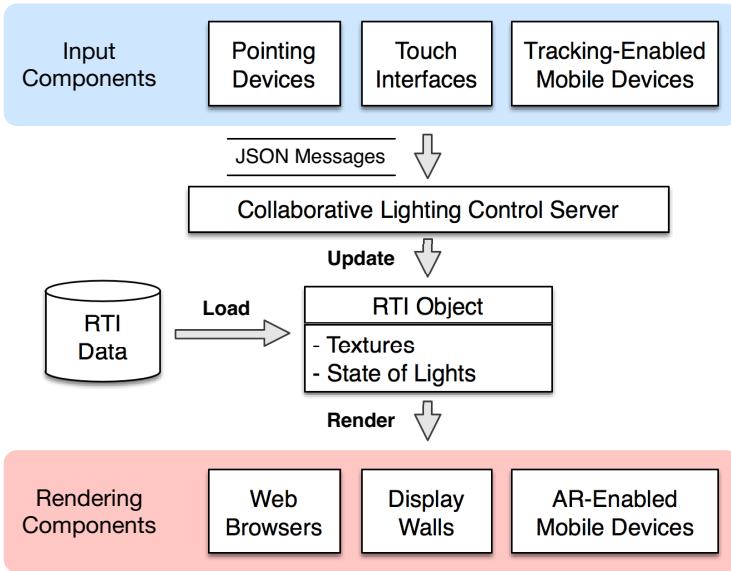 Input
Components
Pointing
Devices
Touch
Interfaces
Tracking-Enabled
Mobile Devices
JSON Messages
Collaborative Lighting Control Server
Update
RTI
Data
Load
RTI Object
- Textures
- State of Lights
Render
Rendering
Components
Web
Browsers
Display
Walls
AR-Enabled
Mobile Devices